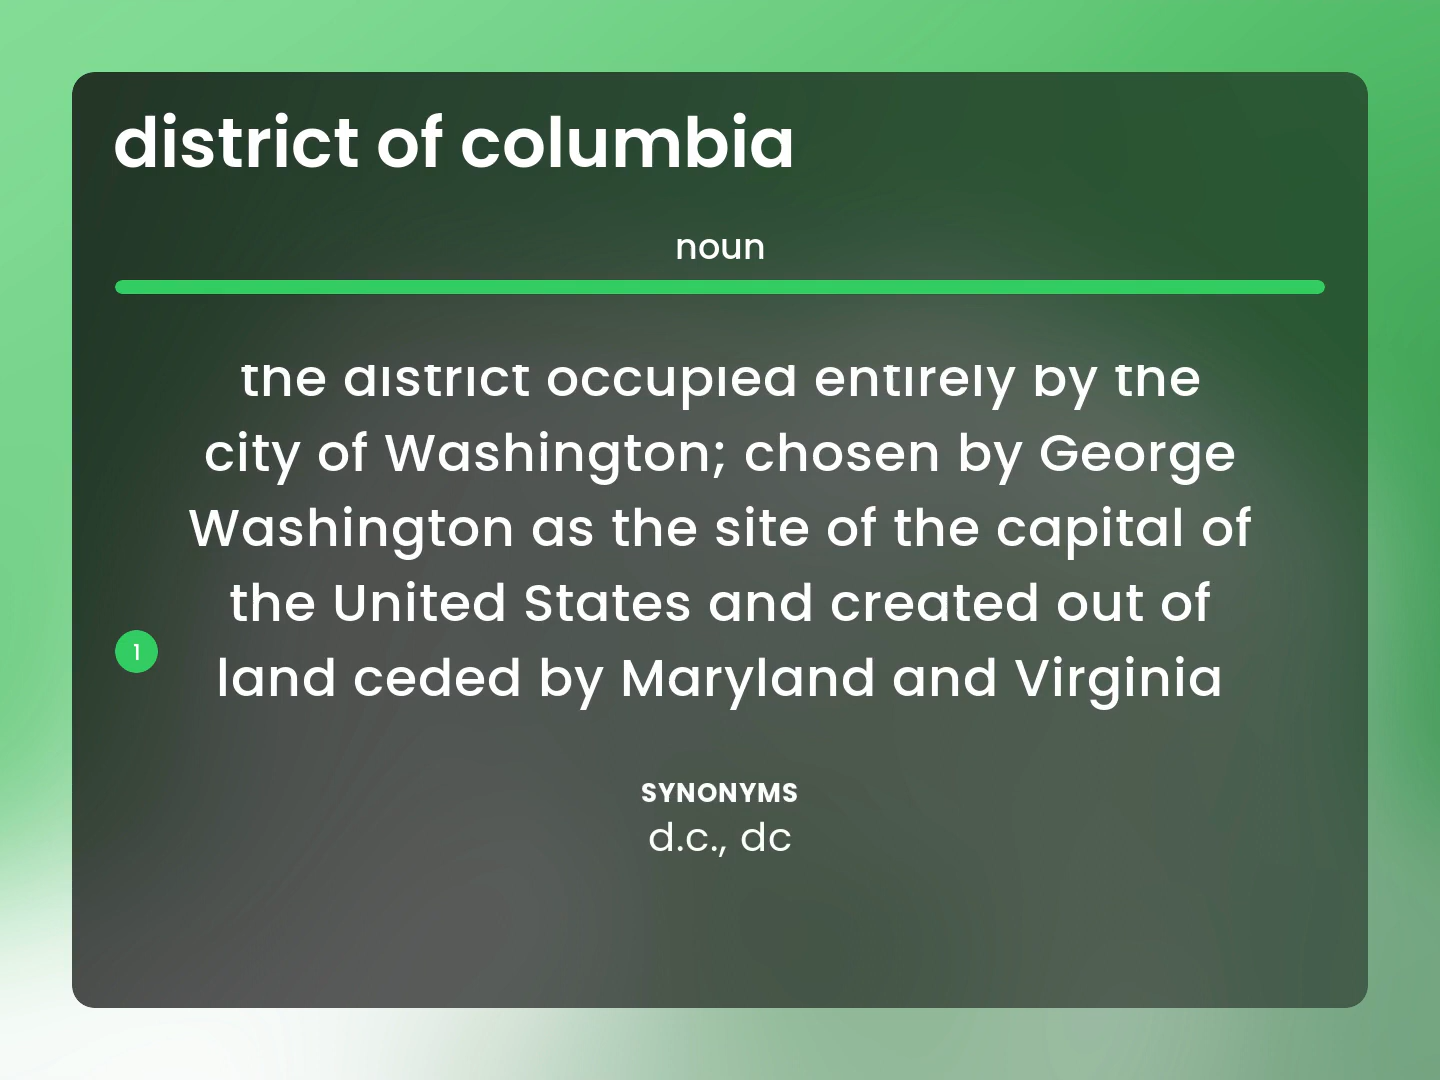 district of columbia
noun
the district occupied entirely by the
city of Washington; chosen by George
Washington as the site of the capital of
the United States and created out of
1
land ceded by Maryland and Virginia
SYNONYMS
d.c., dc